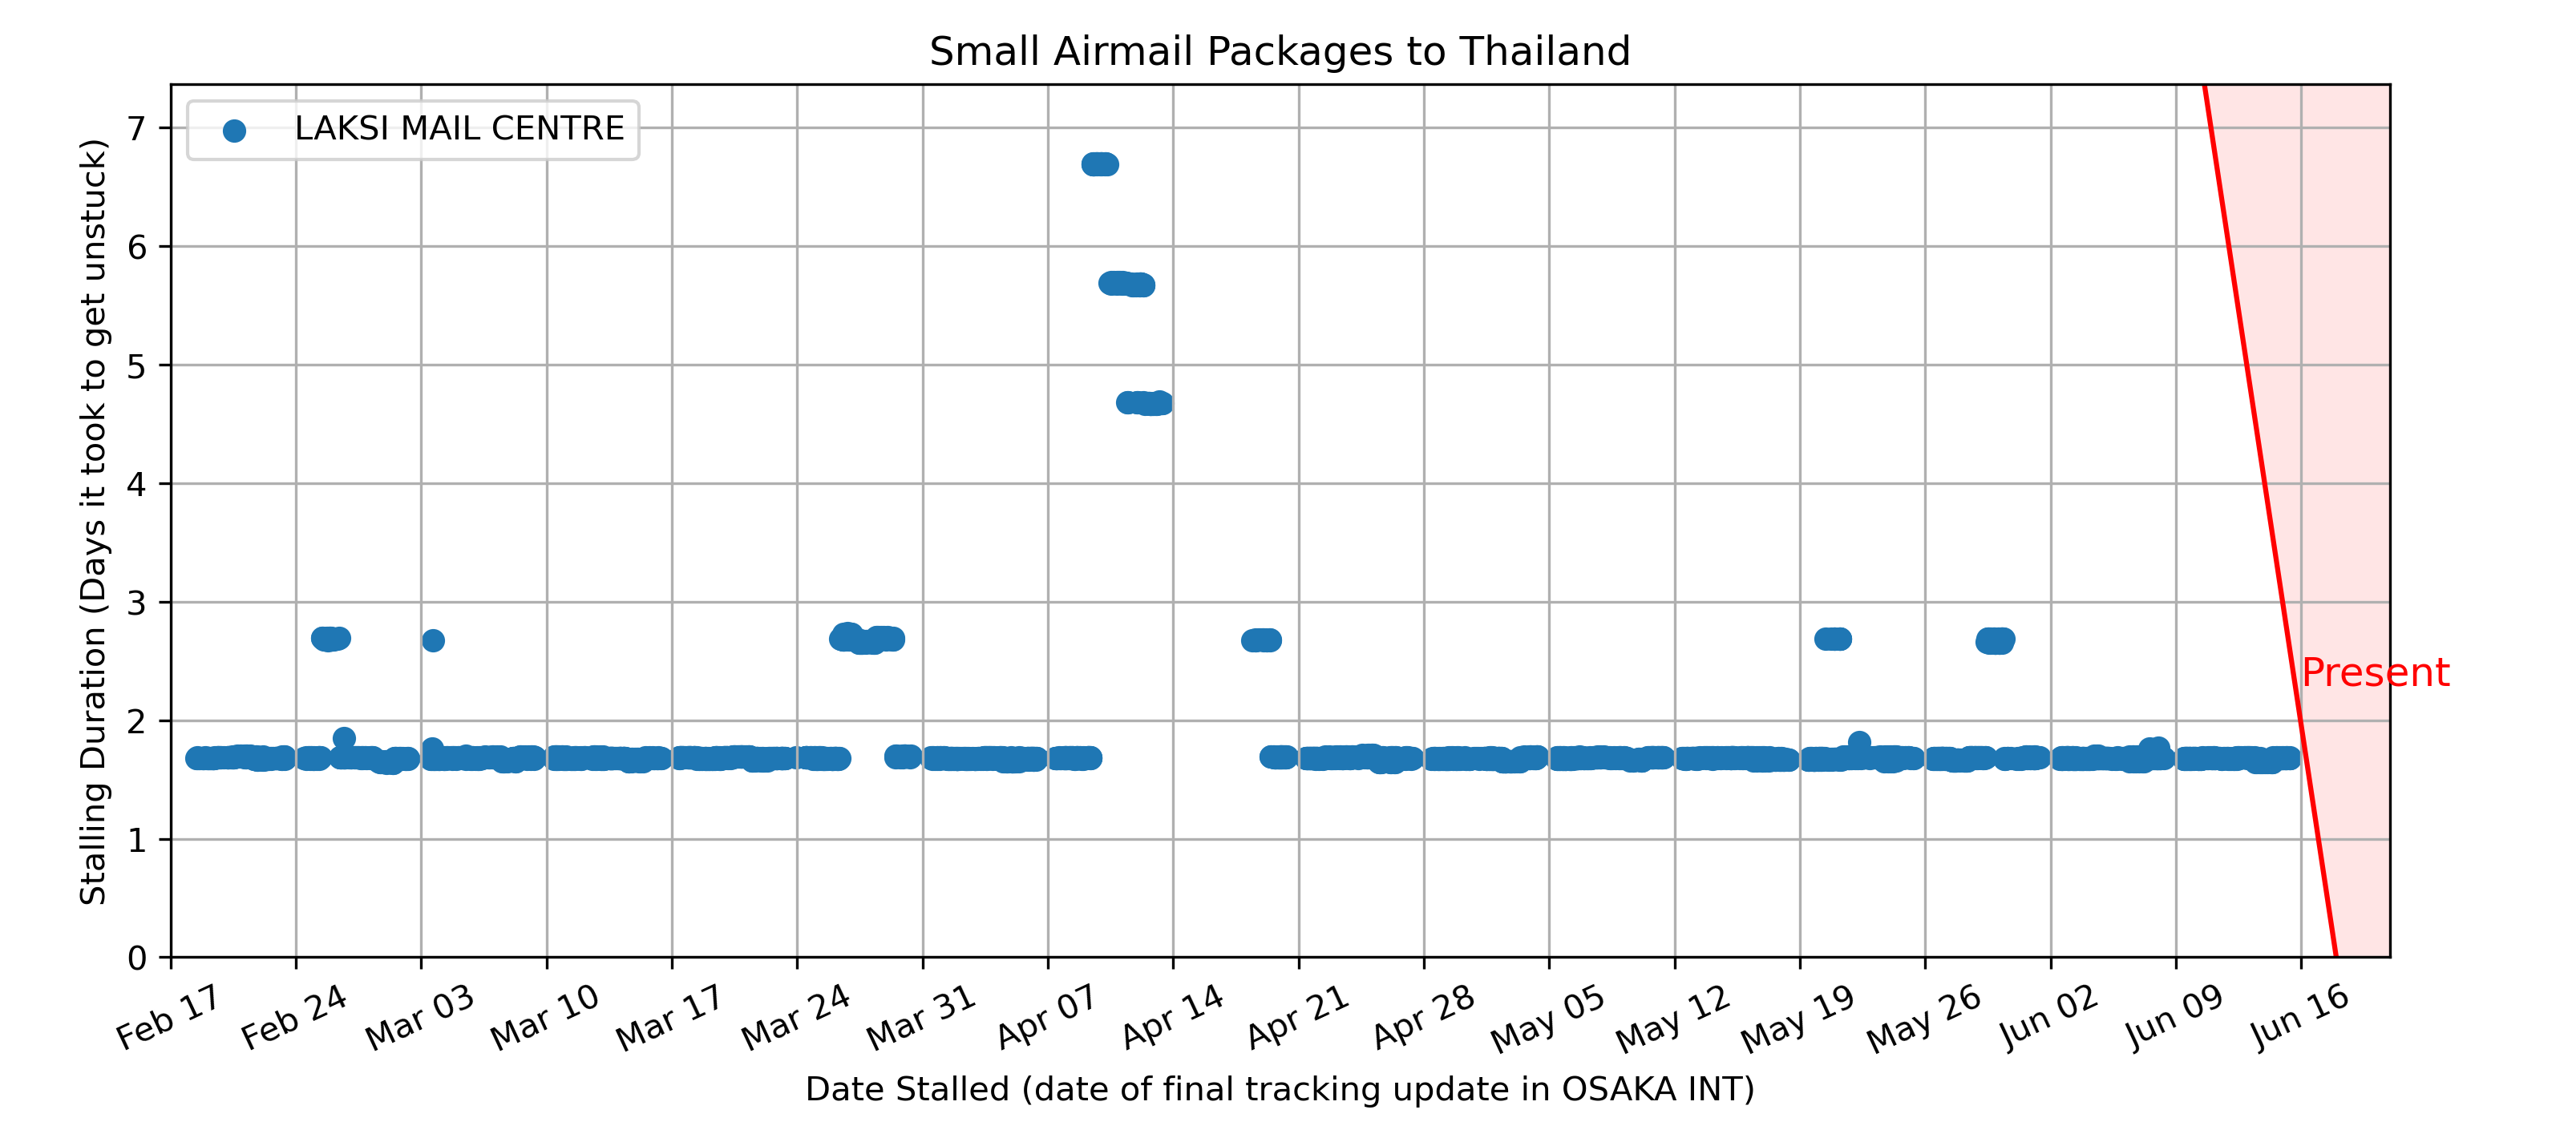 Small Airmail Packages to Thailand
LAKSI MAIL CENTRE
Stalling Duration (Days it took to get unstuck)
7
6
5
4
3
2
1
0
Present
Feb 17
Feb 24
Mar 03
Mar 10
Mar 17
Mar 24
Mar 31
Apr 07
Apr 14
Apr 21
Apr 28
May 05
May 12
May 19
May 26
Jun 02
Jun 09
Jun 16
Date Stalled (date of final tracking update in OSAKA INT)